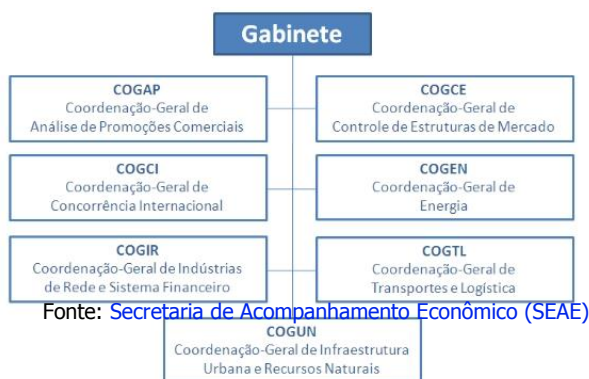 Gabinete
COGAP
Coordenação-Geral de
Análise de Promoções Comerciais
COGCE
Coordenação-Geral de
Controle de Estruturas de Mercado
COGCI
Coordenação-Geral de
Concorrência Internacional
COGEN
Coordenação-Geral de
Energia
COGIR
Coordenação-Geral de Indústrias
de Rede e Sistema Financeiro
COGTL
Coordenação-Geral de
Transportes e Logística
Fonte: Secretaria de Acompanhamento Econômico (SEAE)
COGUN
Coordenação-Geral de Infraestrutura
Urbana e Recursos Naturais